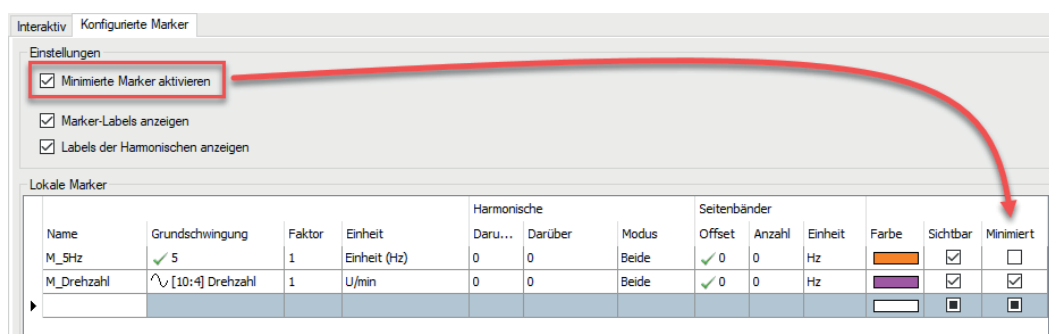 Interaktiv Konfigurierte Marker
Einstellungen
Minimierte Marker aktivieren
Marker-Labels anzeigen
Labels der Harmonischen anzeigen
Lokale Marker
Harmonische Seitenbänder
Name Grundschwingung Faktor Einheit Daru... Darüber Modus Offset Anzahl Einheit Farbe Sichtbar Minimiert
M_5Hz 5 1 Einheit (Hz) 0 0 Beide 0 0 Hz
M_Drehzahl [10:4] Drehzahl 1 U/min 0 0 Beide 0 0 Hz